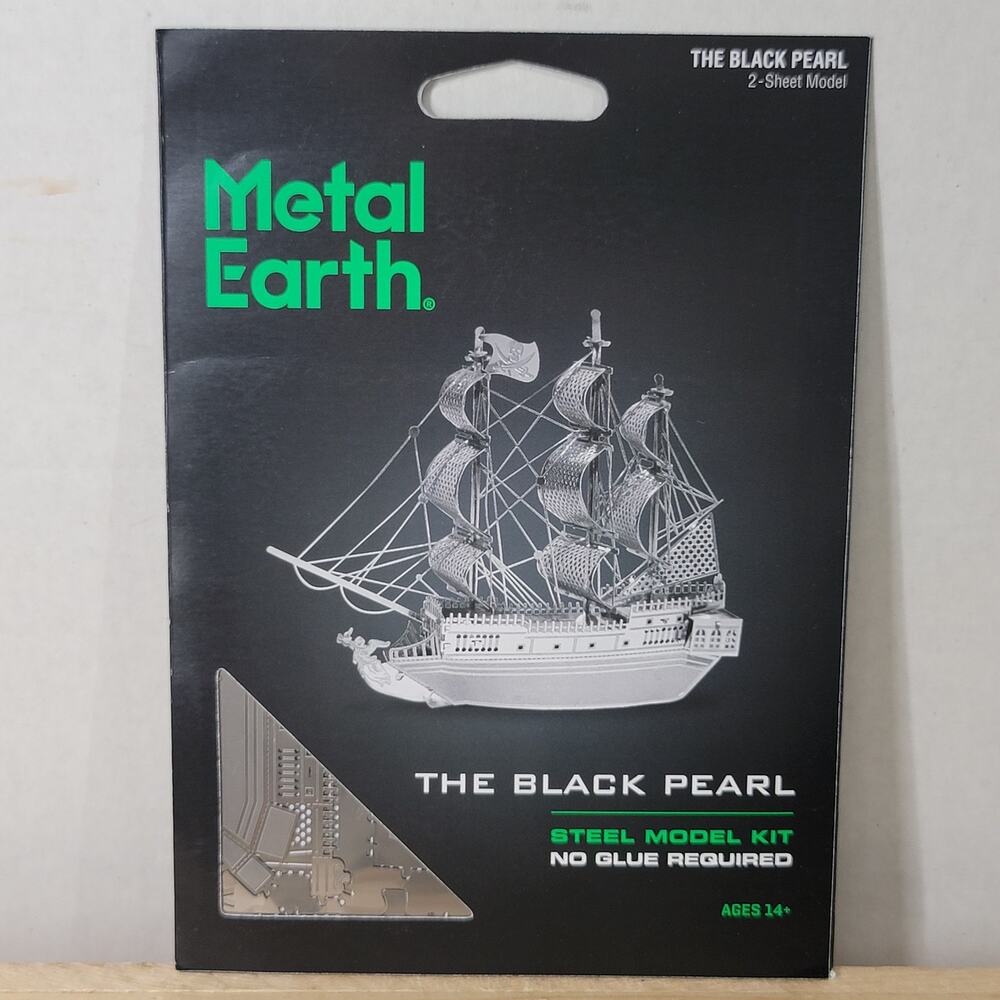 THE BLACK PEARL
2-Sheet Model
Metal
Earth®
THE BLACK PEARL
STEEL MODEL KIT
NO GLUE REQUIRED
AGES 14+